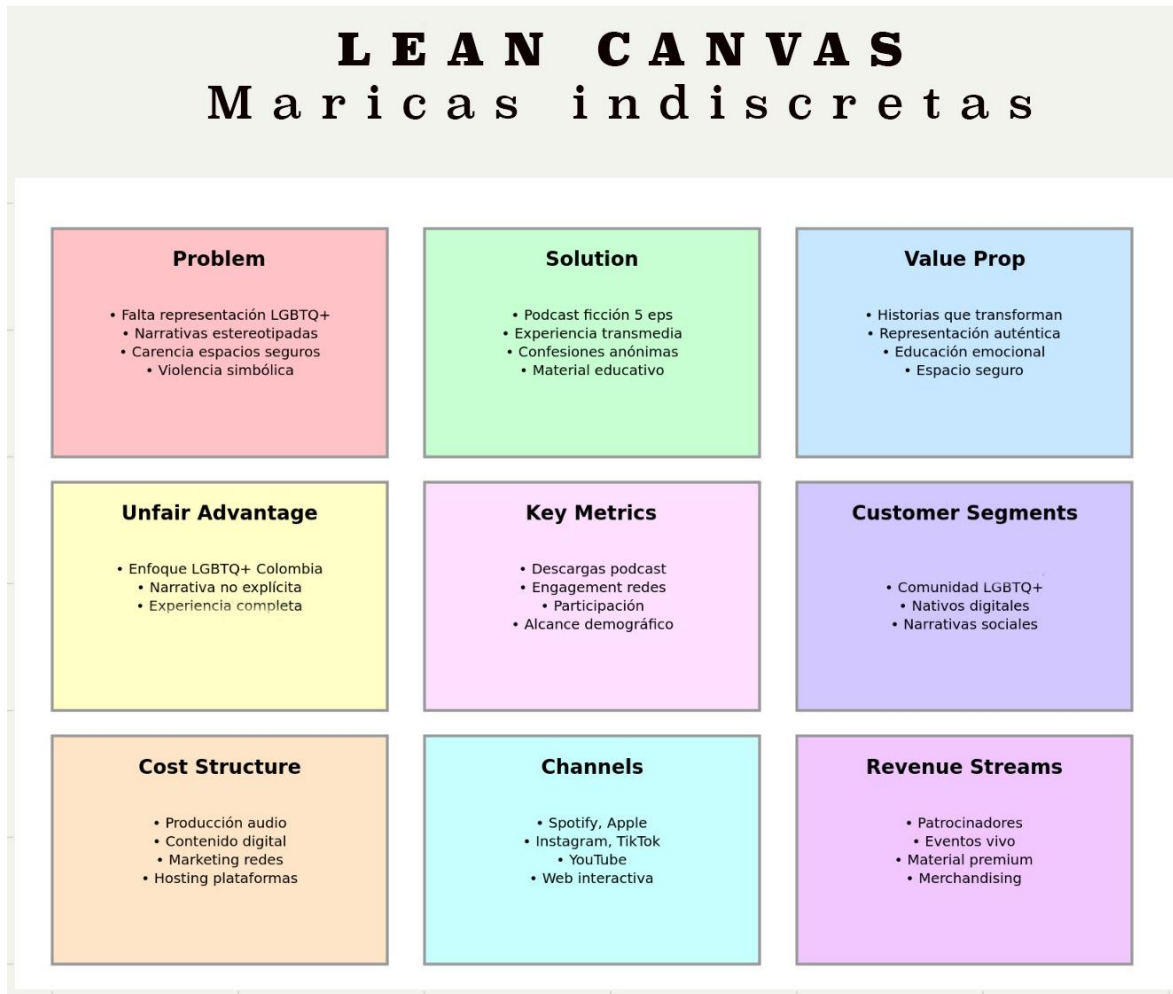 LEAN CANVAS
Maricas indiscretas
Problem
• Falta representación LGBTQ+
• Narrativas estereotipadas
• Carencia espacios seguros
• Violencia simbólica
Solution
• Podcast ficción 5 eps
• Experiencia transmedia
• Confesiones anónimas
• Material educativo
Value Prop
• Historias que transforman
• Representación auténtica
• Educación emocional
• Espacio seguro
Unfair Advantage
• Enfoque LGBTQ+ Colombia
• Narrativa no explícita
• Experiencia completa
Key Metrics
• Descargas podcast
• Engagement redes
• Participación
• Alcance demográfico
Customer Segments
• Comunidad LGBTQ+
• Nativos digitales
• Narrativas sociales
Cost Structure
• Producción audio
• Contenido digital
• Marketing redes
• Hosting plataformas
Channels
• Spotify, Apple
• Instagram, TikTok
• YouTube
• Web interactiva
Revenue Streams
• Patrocinadores
• Eventos vivo
• Material premium
• Merchandising